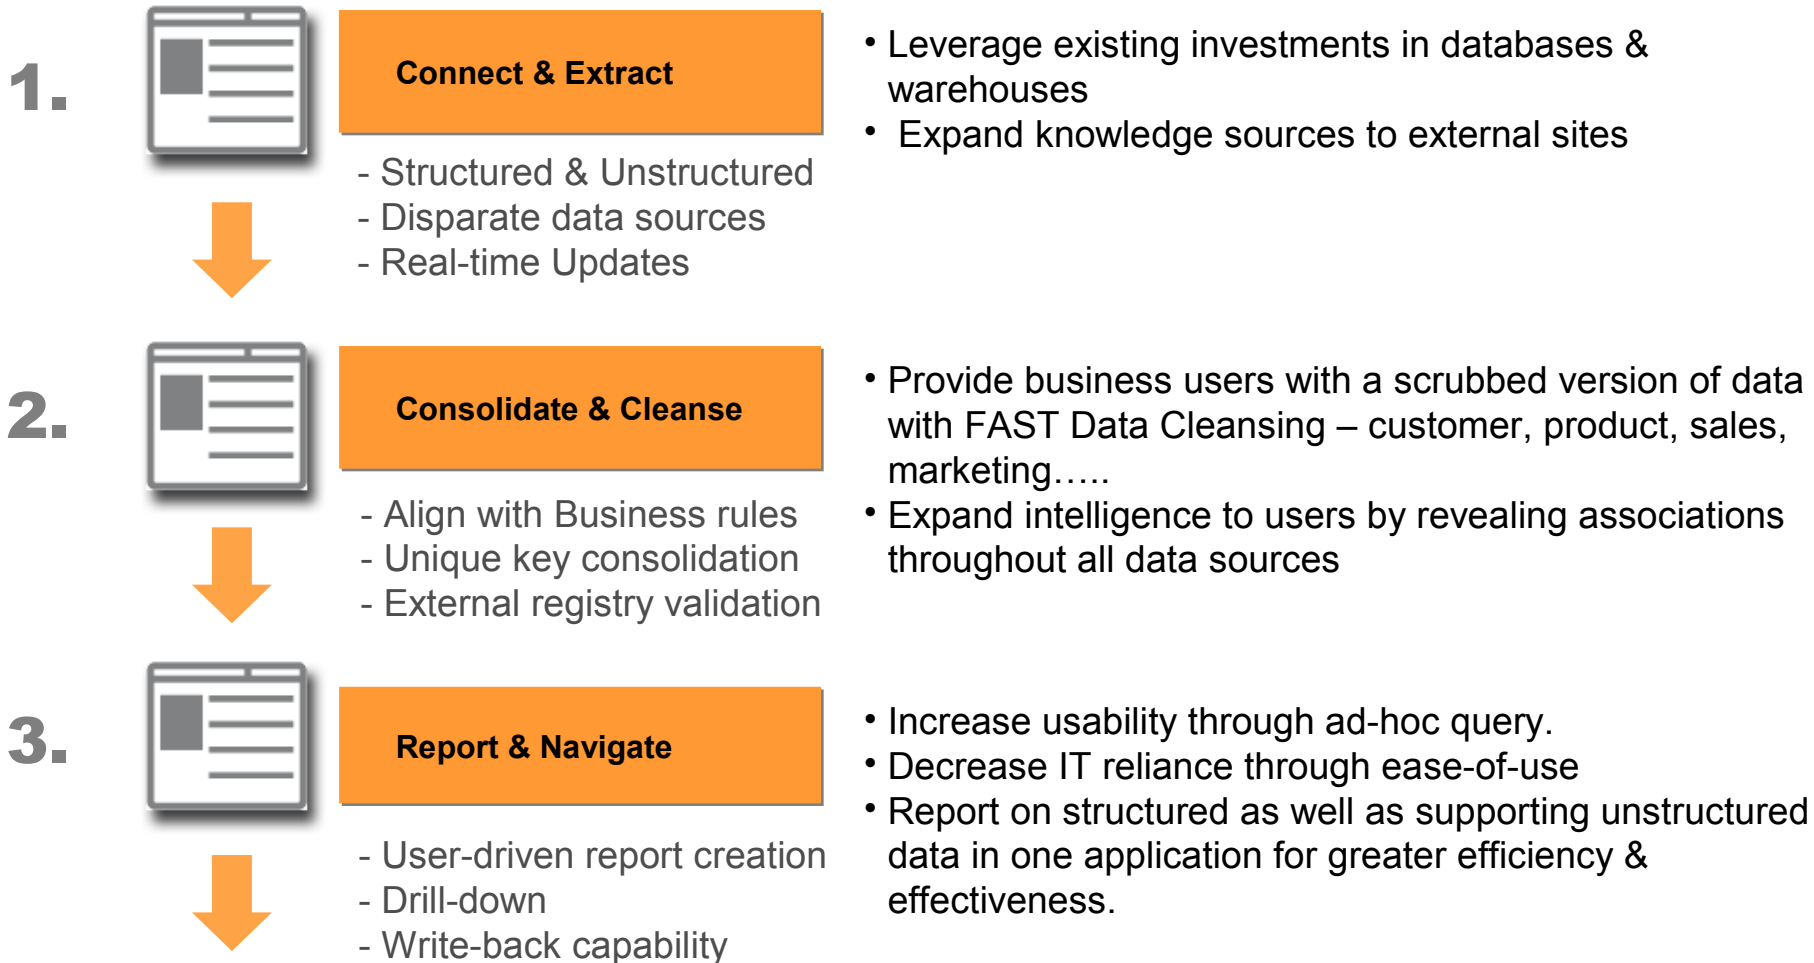 1.
Connect & Extract
- Structured & Unstructured
- Disparate data sources
- Real-time Updates
• Leverage existing investments in databases &
warehouses
• Expand knowledge sources to external sites
2.
Consolidate & Cleanse
- Align with Business rules
- Unique key consolidation
- External registry validation
• Provide business users with a scrubbed version of data
with FAST Data Cleansing – customer, product, sales,
marketing…..
• Expand intelligence to users by revealing associations
throughout all data sources
3.
Report & Navigate
- User-driven report creation
- Drill-down
- Write-back capability
• Increase usability through ad-hoc query.
• Decrease IT reliance through ease-of-use
• Report on structured as well as supporting unstructured
data in one application for greater efficiency &
effectiveness.